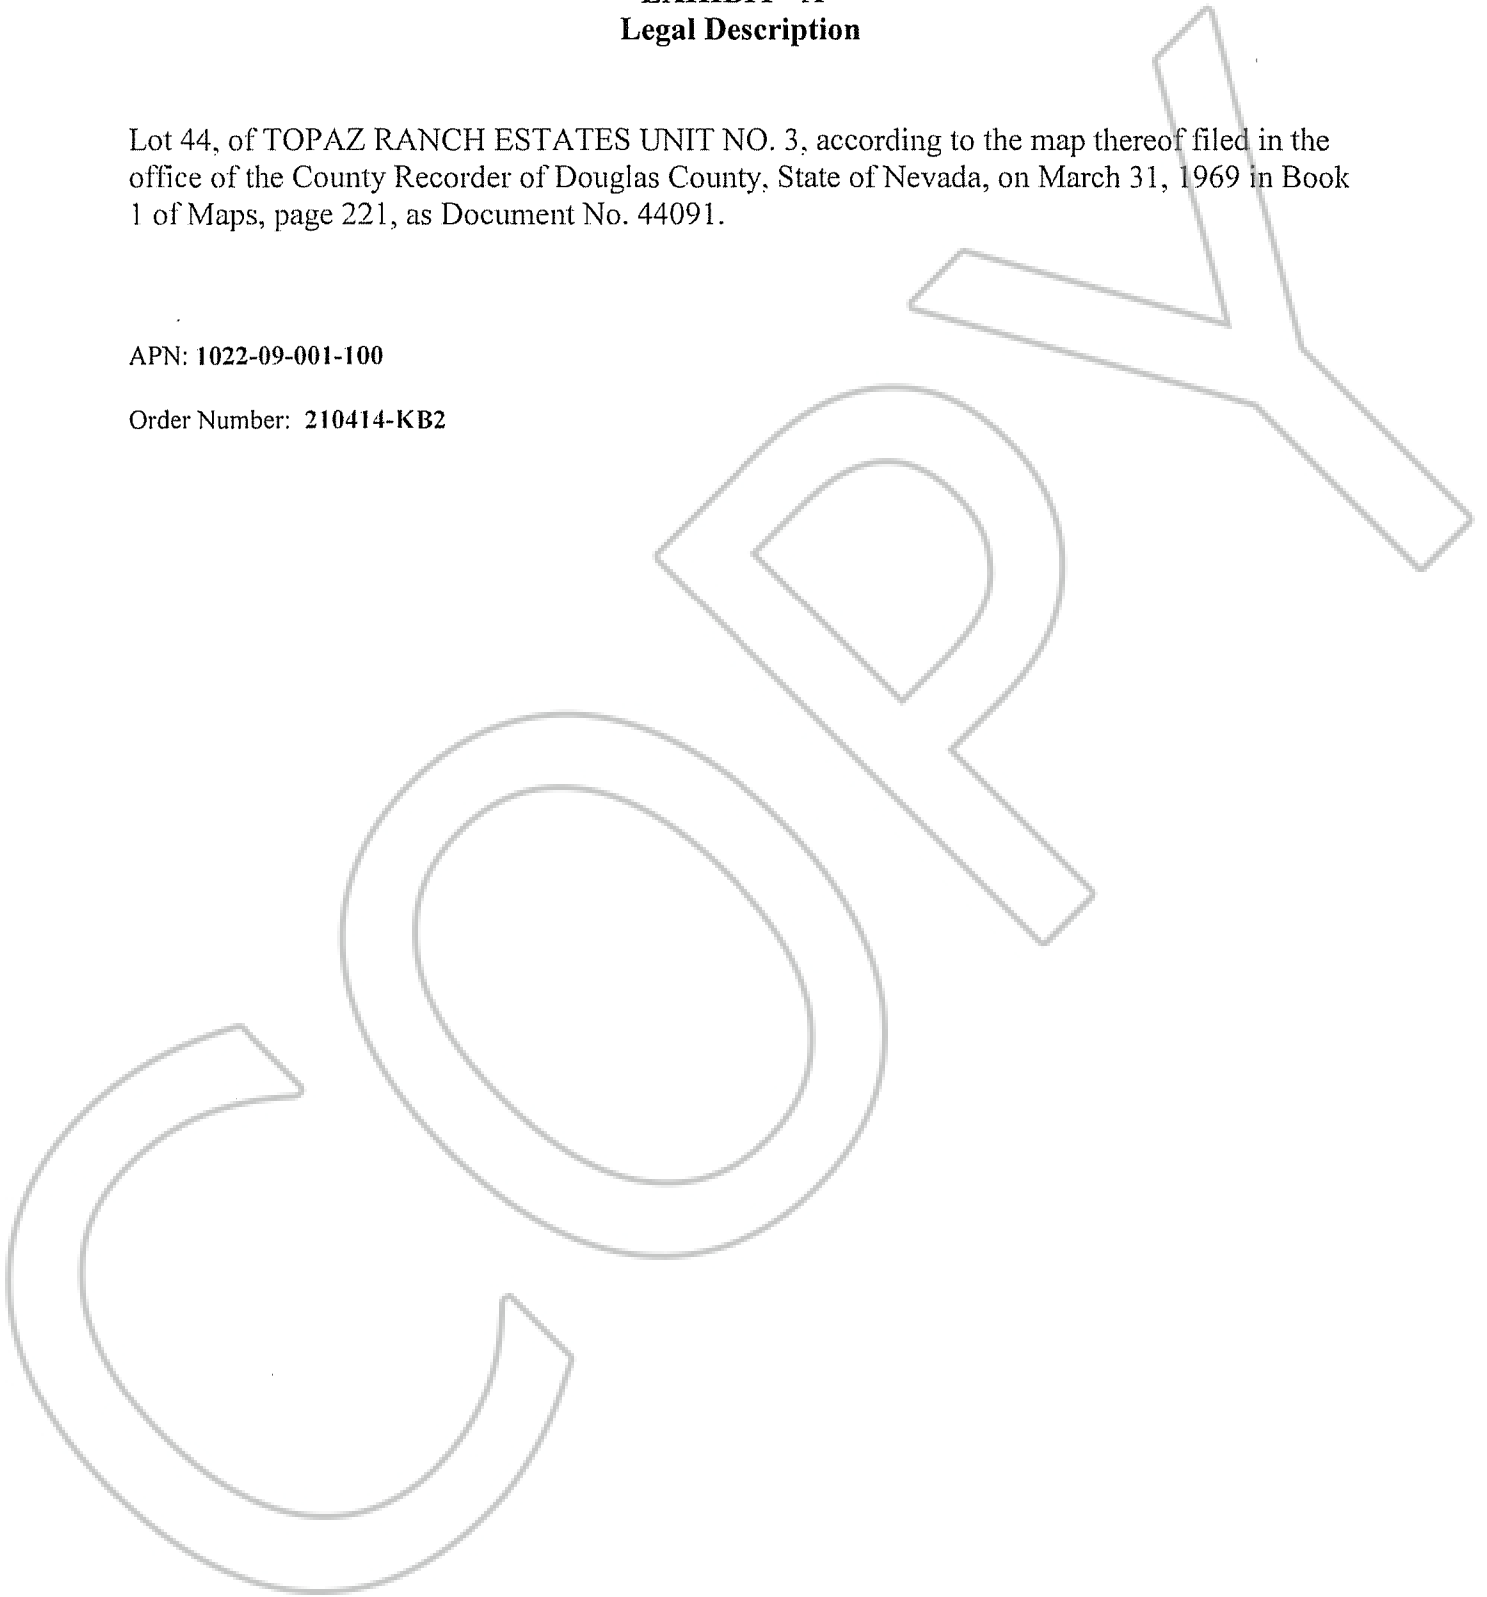 Legal Description
Lot 44, of TOPAZ RANCH ESTATES UNIT NO. 3, according to the map thereof filed in the
office of the County Recorder of Douglas County, State of Nevada, on March 31, 1969 in Book
1 of Maps, page 221, as Document No. 44091.
APN: 1022-09-001-100
Order Number: 210414-KB2
COPY